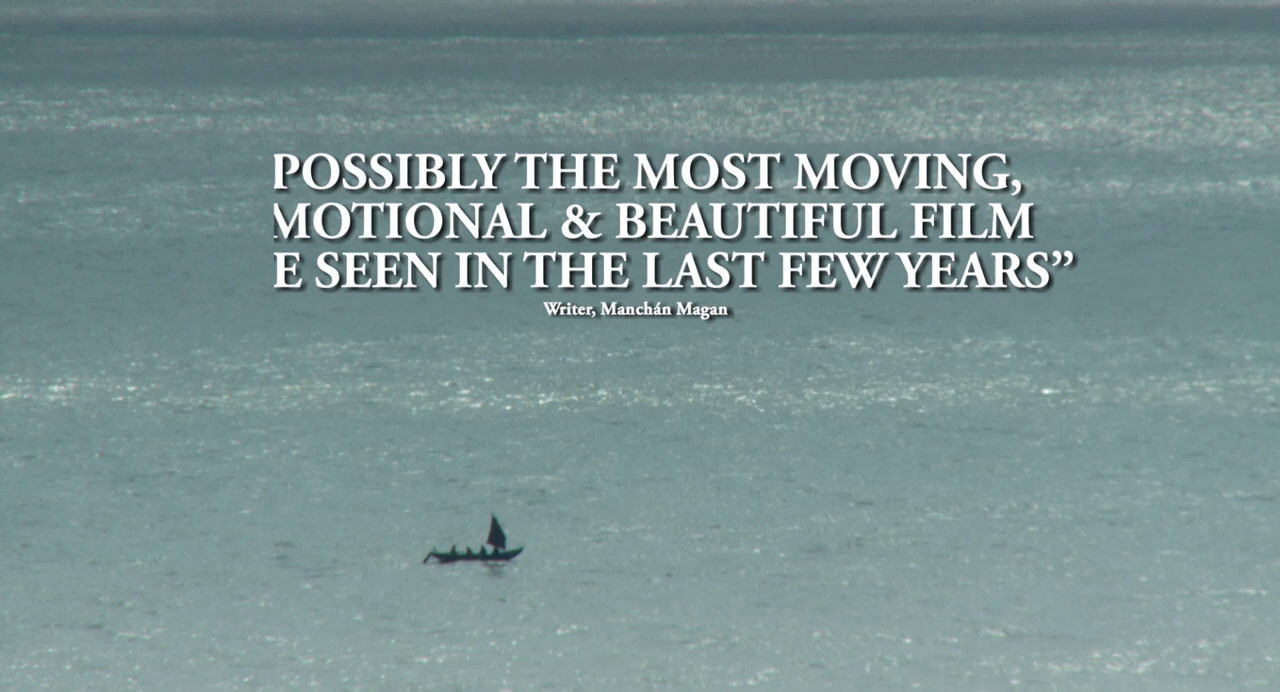 POSSIBLY THE MOST MOVING,
MOTIONAL & BEAUTIFUL FILM
E SEEN IN THE LAST FEW YEARS”
Writer, Manchán Magan